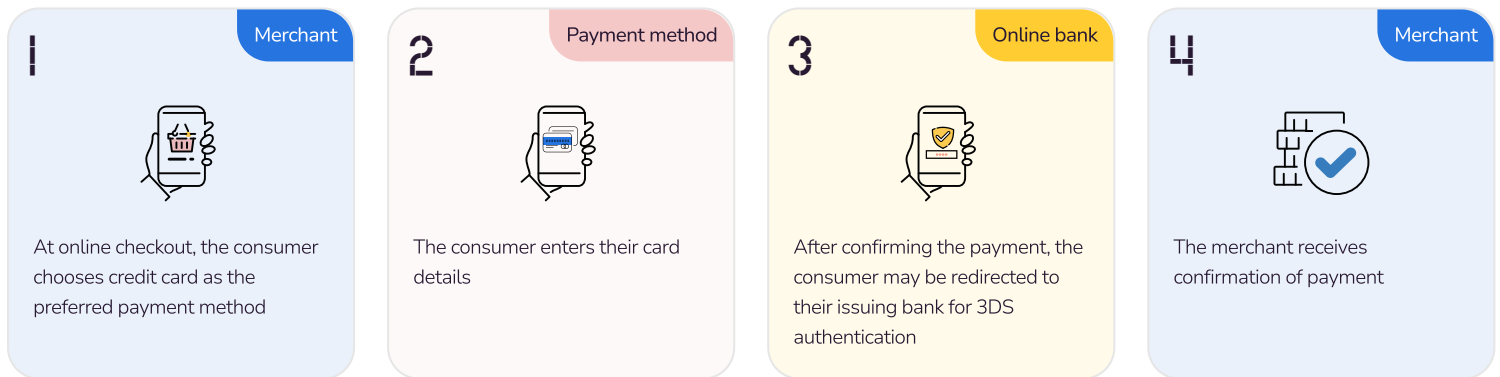 1
Merchant
At online checkout, the consumer
chooses credit card as the
preferred payment method
2
Payment method
The consumer enters their card
details
3
Online bank
After confirming the payment, the
consumer may be redirected to
their issuing bank for 3DS
authentication
4
Merchant
The merchant receives
confirmation of payment